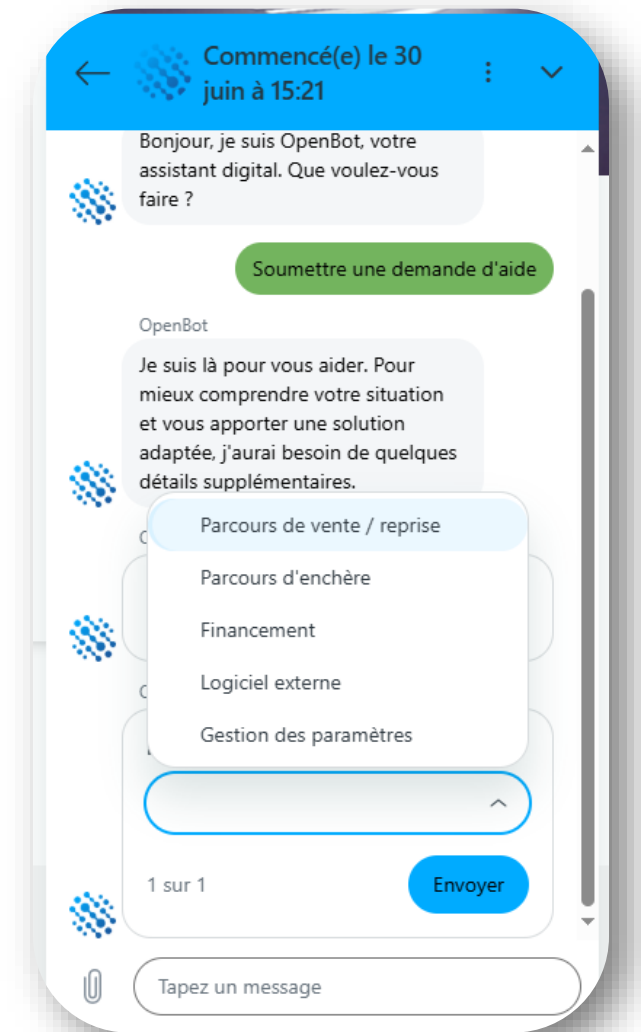 Commencé(e) le 30
juin à 15:21
Bonjour, je suis OpenBot, votre
assistant digital. Que voulez-vous
faire ?
Soumettre une demande d'aide
OpenBot
Je suis là pour vous aider. Pour
mieux comprendre votre situation
et vous apporter une solution
adaptée, j'aurai besoin de quelques
détails supplémentaires.
Parcours de vente / reprise
Parcours d'enchère
Financement
Logiciel externe
Gestion des paramètres
1 sur 1
Envoyer
Tapez un message